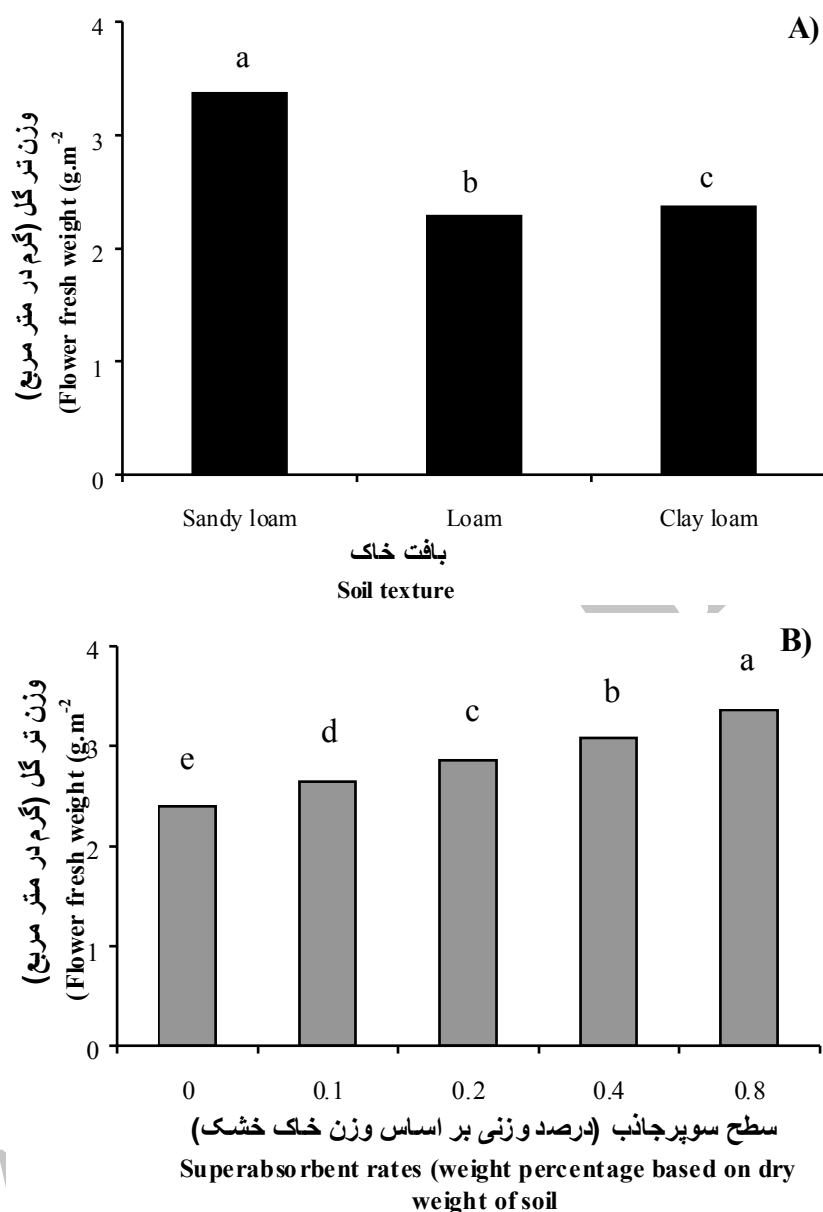 A)
وزن تر گل (گرم در متر مربع)
(Flower fresh weight (g.m-2
4
3
2
1
0
a
b
c
Sandy loam Loam Clay loam
بافت خاک
Soil texture
B)
وزن تر گل (گرم در متر مربع)
(Flower fresh weight (g.m-2
4
3
2
1
0
e
d
c
b
a
0 0.1 0.2 0.4 0.8
سطح سوپرجاذب (درصد وزنی بر اساس وزن خاک خشک)
Superabsorbent rates (weight percentage based on dry
weight of soil